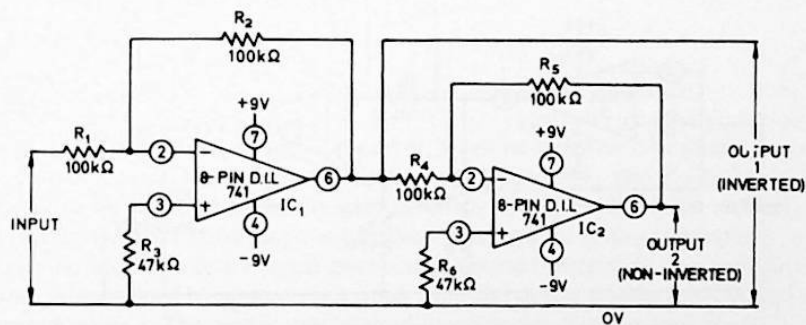 R2
100kΩ
R5
100kΩ
+9V
7
R1
100kΩ
2
−
8-PIN D.I.L
741
6
IC1
3
+
4
−9V
R3
47kΩ
INPUT
R4
100kΩ
+9V
7
2
−
8-PIN D.I.L
741
6
IC2
3
+
4
−9V
R6
47kΩ
OUTPUT
1
(INVERTED)
OUTPUT
2
(NON-INVERTED)
0V